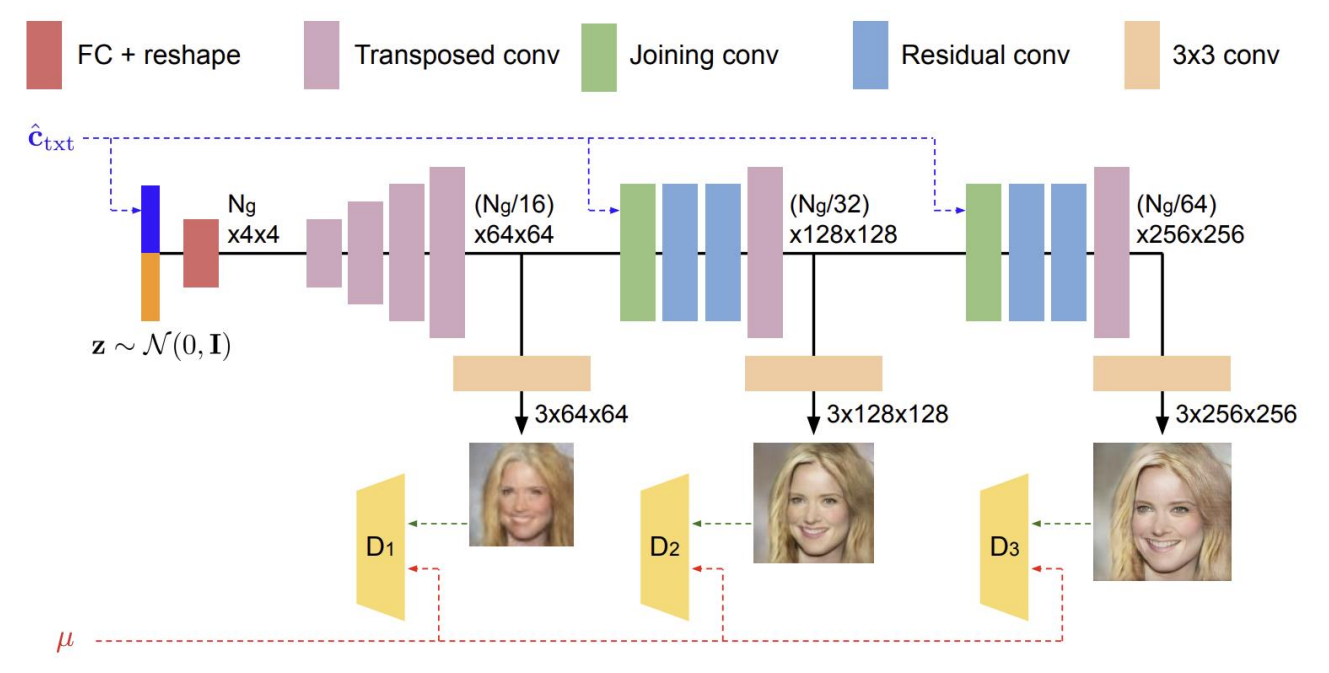 FC + reshape
Transposed conv
Joining conv
Residual conv
3x3 conv
ĉtxt
Ng
x4x4
(Ng/16)
x64x64
(Ng/32)
x128x128
(Ng/64)
x256x256
z ∼ 𝒩(0, I)
3x64x64
3x128x128
3x256x256
D1
D2
D3
μ